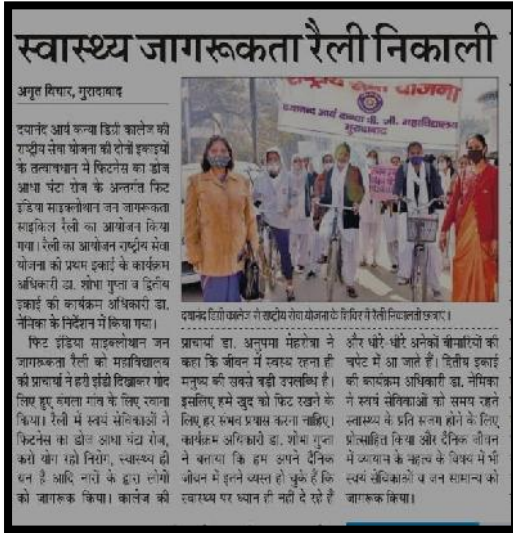 स्वास्थ्य जागरूकता रैली निकाली
अमृत विचार, मुरादाबाद
दयानंद आर्य कन्या डिग्री कालेज की
राष्ट्रीय सेवा योजना की दोनों इकाइयों
के तत्वावधान में फिटनेस का डोज
आधा घंटा रोज के अन्तर्गत फिट
इंडिया साइक्लोथान जन जागरूकता
साइकिल रैली का आयोजन किया
गया। रैली का आयोजन राष्ट्रीय सेवा
योजना की प्रथम इकाई के कार्यक्रम
अधिकारी डा. शोभा गुप्ता व द्वितीय
इकाई की कार्यक्रम अधिकारी डा.
नेमिका के निर्देशन में किया गया।
फिट इंडिया साइक्लोथान जन
जागरूकता रैली को महाविद्यालय
की प्राचार्या ने हरी झंडी दिखाकर गोद
लिए हुए बंगला गांव के लिए रवाना
किया। रैली में स्वयं सेविकाओं ने
फिटनेस का डोज आधा घंटा रोज,
करो योग रहो निरोग, स्वास्थ्य ही
धन है आदि नारों के द्वारा लोगों
को जागरूक किया। कालेज की
राष्ट्रीय सेवा योजना
दयानन्द आर्य कन्या पी. जी. महाविद्यालय
मुरादाबाद
दयानंद डिग्री कालेज से राष्ट्रीय सेवा योजना के शिविर में रैली निकालती छात्राएं।
प्राचार्या डा. अनुपमा मेहरोत्रा ने
कहा कि जीवन में स्वस्थ रहना ही
मनुष्य की सबसे बड़ी उपलब्धि है।
इसलिए हमे खुद को फिट रखने के
लिए हर संभव प्रयास करना चाहिए।
कार्यक्रम अधिकारी डा. शोभा गुप्ता
ने बताया कि हम अपने दैनिक
जीवन में इतने व्यस्त हो चुके हैं कि
स्वास्थ्य पर ध्यान ही नहीं दे रहे हैं
और धीरे-धीरे अनेकों बीमारियों की
चपेट में आ जाते हैं। द्वितीय इकाई
की कार्यक्रम अधिकारी डा. नेमिका
ने स्वयं सेविकाओं को समय रहते
स्वास्थ्य के प्रति सजग होने के लिए
प्रोत्साहित किया और दैनिक जीवन
में व्यायाम के महत्व के विषय में भी
स्वयं सेविकाओं व जन सामान्य को
जागरूक किया।